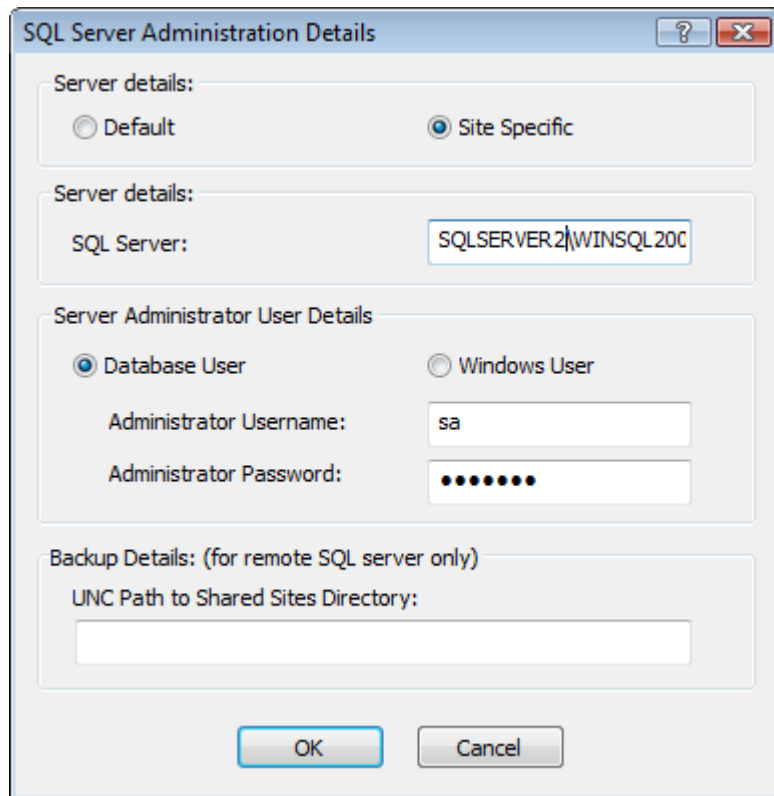 SQL Server Administration Details
Server details:
Default Site Specific
Server details:
SQL Server: SQLSERVER2\WINSQL200
Server Administrator User Details
Database User Windows User
Administrator Username: sa
Administrator Password: •••••••
Backup Details: (for remote SQL server only)
UNC Path to Shared Sites Directory:
OK Cancel